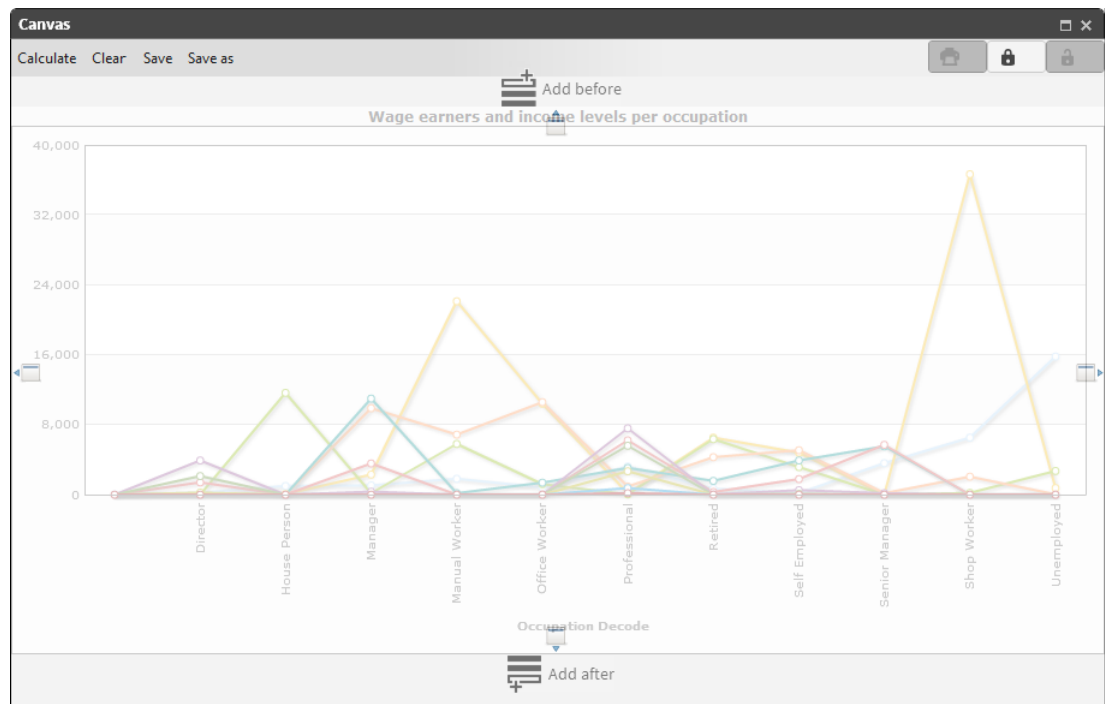 Canvas
Calculate Clear Save Save as
Add before
Wage earners and income levels per occupation
40,000
32,000
24,000
16,000
8,000
0
Director
House Person
Manager
Manual Worker
Office Worker
Professional
Retired
Self Employed
Senior Manager
Shop Worker
Unemployed
Occupation Decode
Add after